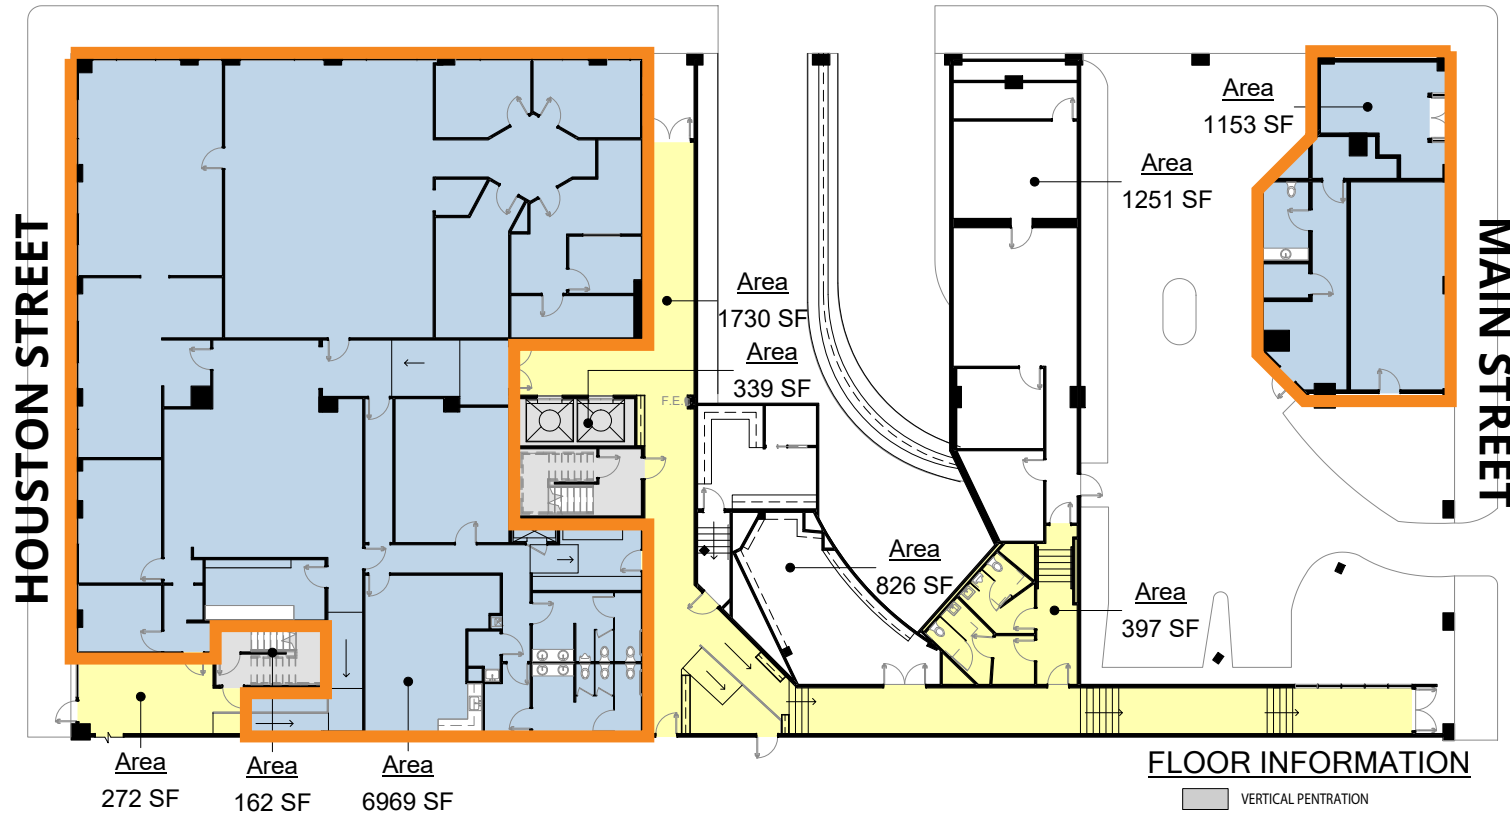 HOUSTON STREET
MAIN STREET
Area
1153 SF
Area
1251 SF
Area
1730 SF
Area
339 SF
F.E.
Area
826 SF
Area
397 SF
Area
272 SF
Area
162 SF
Area
6969 SF
FLOOR INFORMATION
VERTICAL PENTRATION